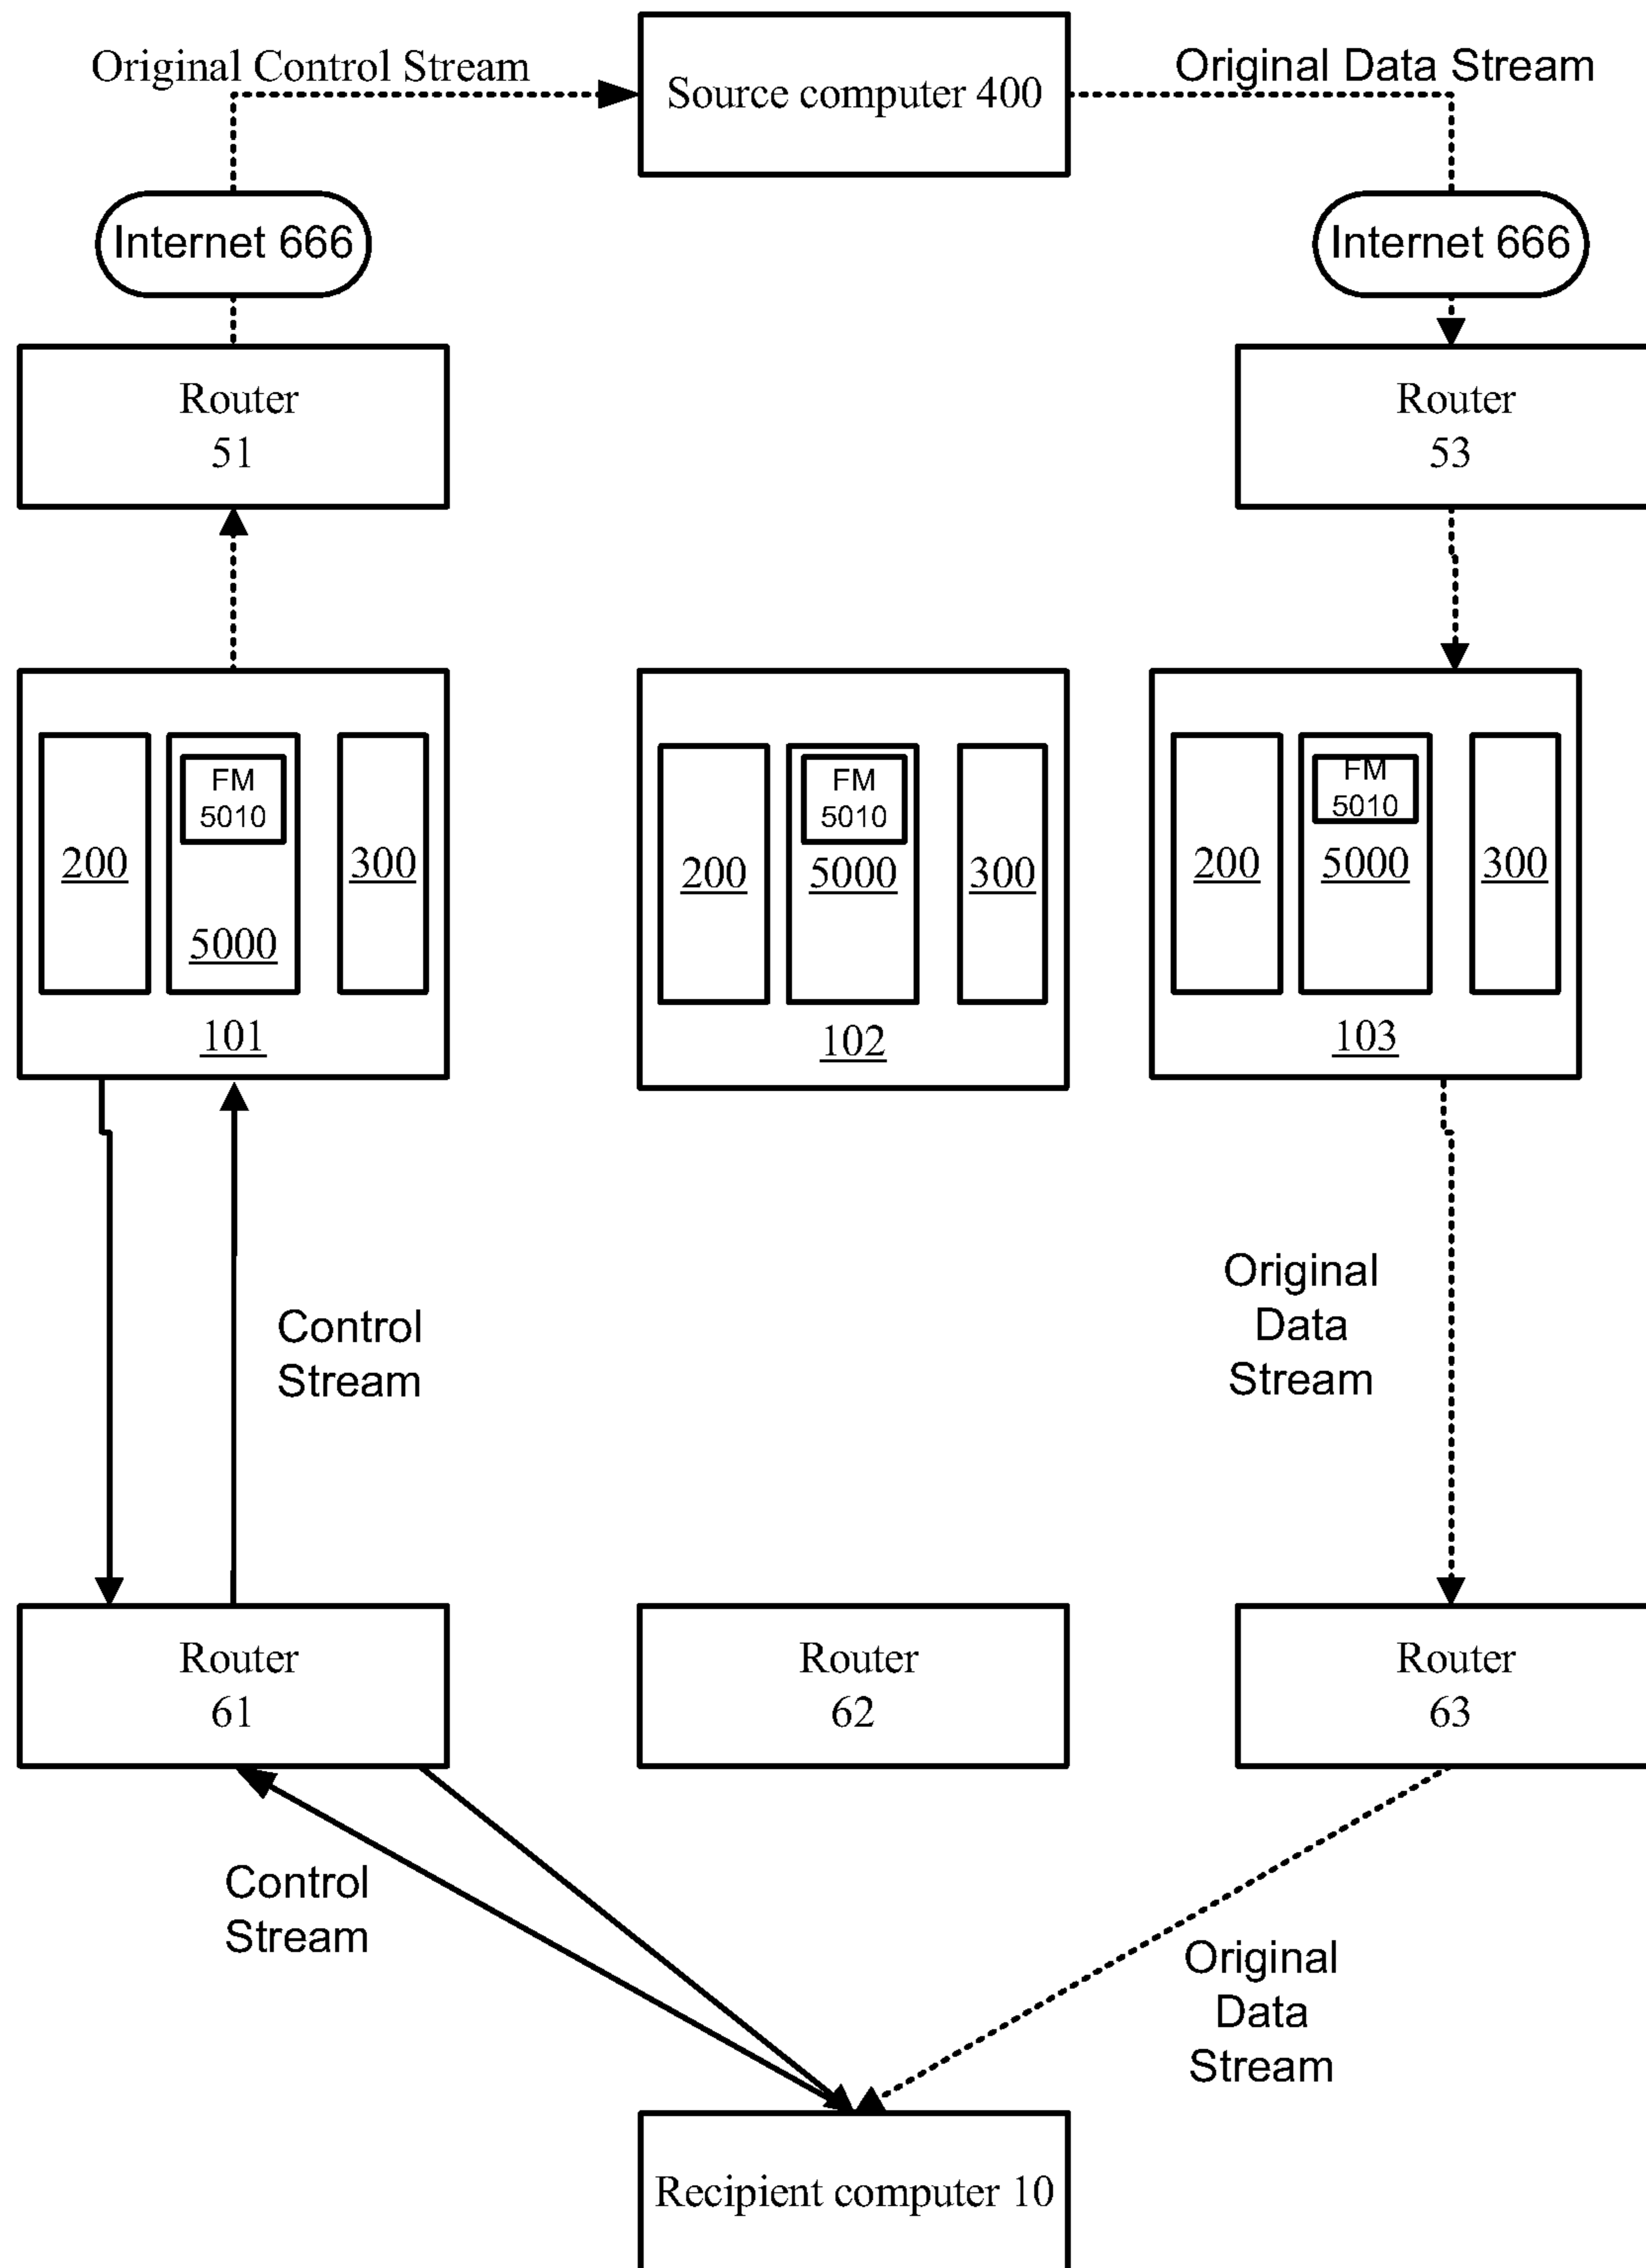 Original Control Stream
Source computer 400
Original Data Stream
Internet 666
Internet 666
Router
51
Router
53
FM
5010
200
5000
300
101
FM
5010
200
5000
300
102
FM
5010
200
5000
300
103
Control
Stream
Original
Data
Stream
Router
61
Router
62
Router
63
Control
Stream
Original
Data
Stream
Recipient computer 10